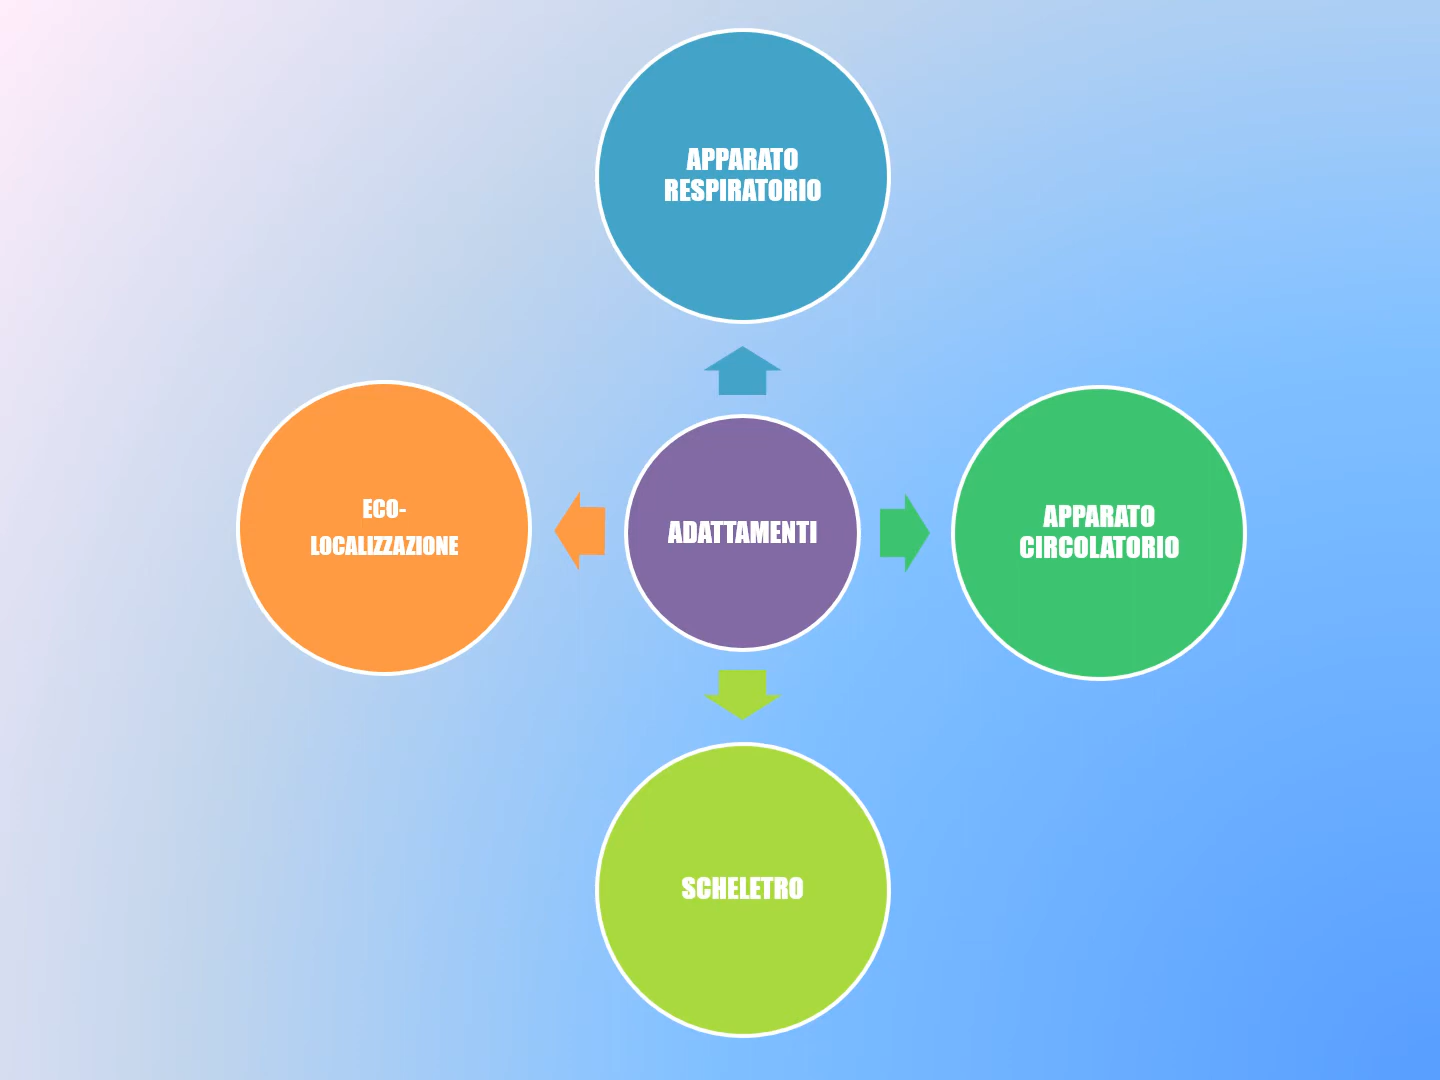 APPARATO
RESPIRATORIO
ECO-
LOCALIZZAZIONE
ADATTAMENTI
APPARATO
CIRCOLATORIO
SCHELETRO